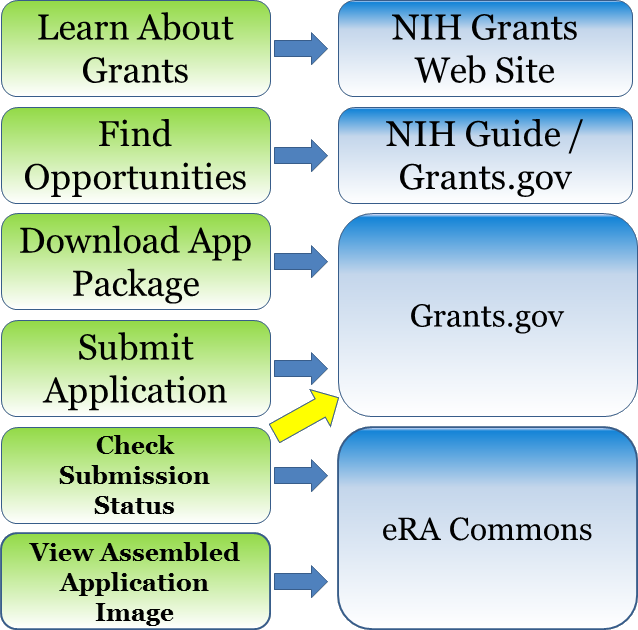 Learn About
Grants
NIH Grants
Web Site
Find
Opportunities
NIH Guide /
Grants.gov
Download App
Package
Grants.gov
Submit
Application
Check
Submission
Status
eRA Commons
View Assembled
Application
Image